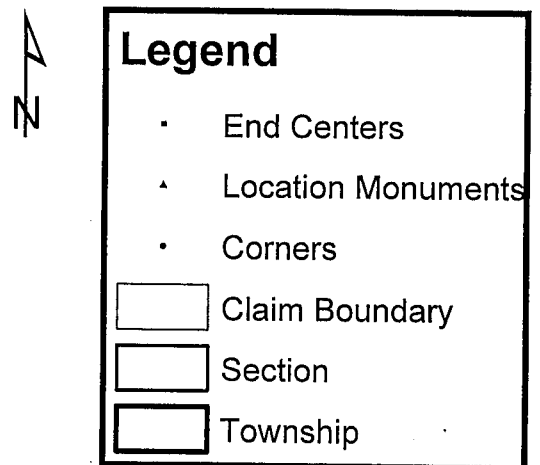 N
Legend
End Centers
Location Monuments
Corners
Claim Boundary
Section
Township